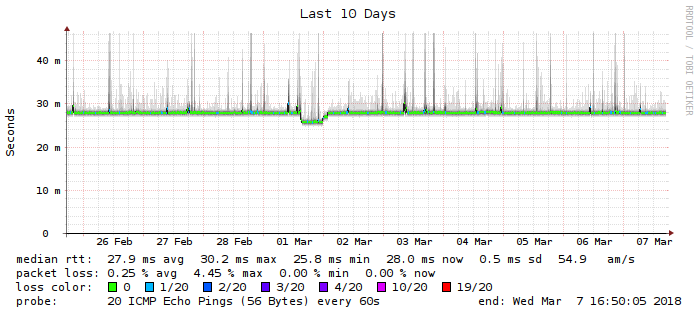 Last 10 Days
RRDTOOL / TOBI OETIKER
Seconds
40 m
30 m
20 m
10 m
0
26 Feb 27 Feb 28 Feb 01 Mar 02 Mar 03 Mar 04 Mar 05 Mar 06 Mar 07 Mar
median rtt: 27.9 ms avg 30.2 ms max 25.8 ms min 28.0 ms now 0.5 ms sd 54.9 am/s
packet loss: 0.25 % avg 4.45 % max 0.00 % min 0.00 % now
loss color: 0 1/20 2/20 3/20 4/20 10/20 19/20
probe: 20 ICMP Echo Pings (56 Bytes) every 60s end: Wed Mar 7 16:50:05 2018